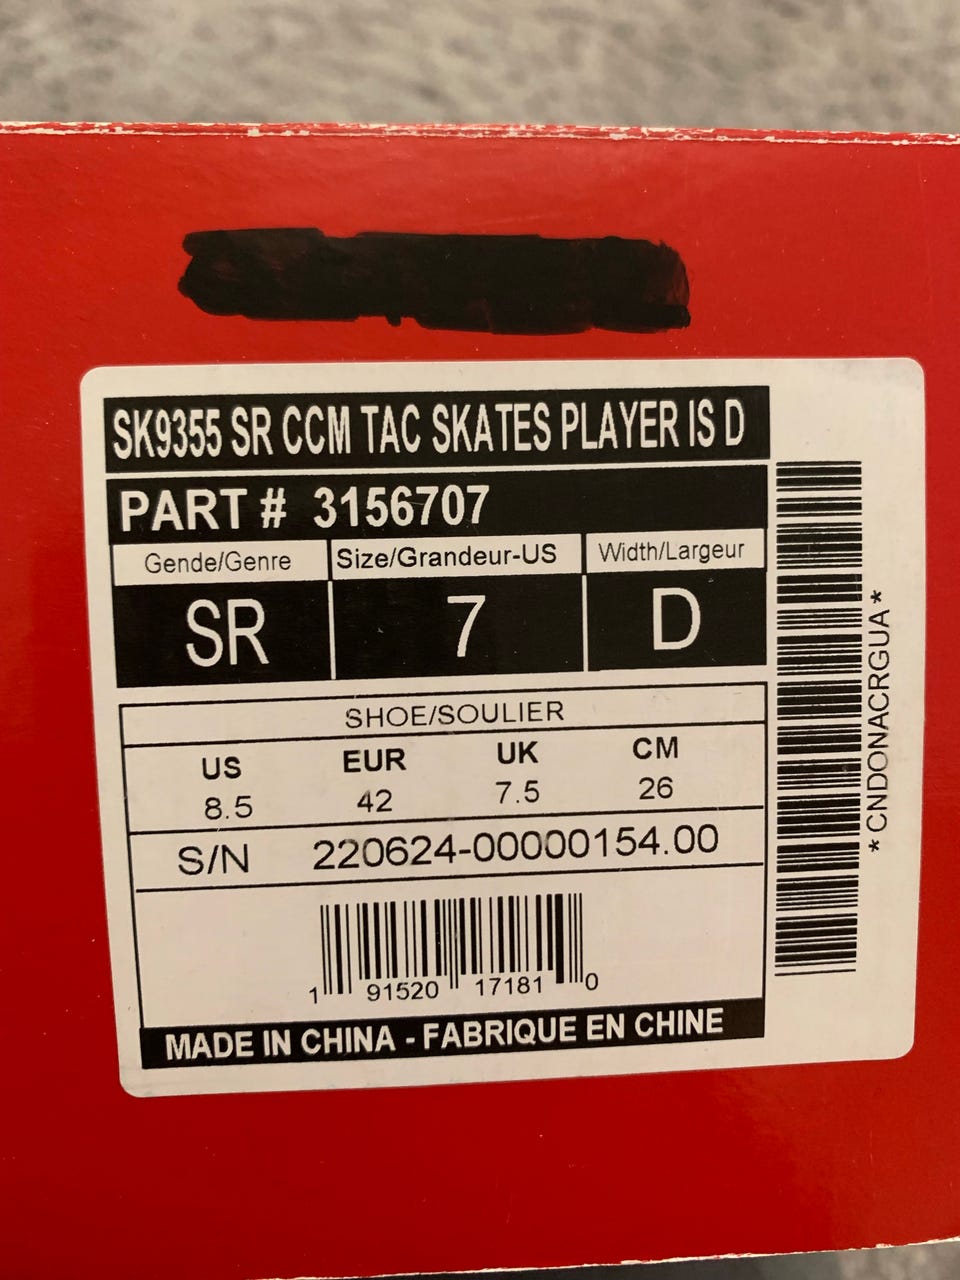 SK9355 SR CCM TAC SKATES PLAYER IS D
PART # 3156707
Gende/Genre Size/Grandeur-US Width/Largeur
SR 7 D
SHOE/SOULIER
US EUR UK CM
8.5 42 7.5 26
S/N 220624-00000154.00
1 91520 17181 0
MADE IN CHINA - FABRIQUE EN CHINE
*CNDONACRGUA*